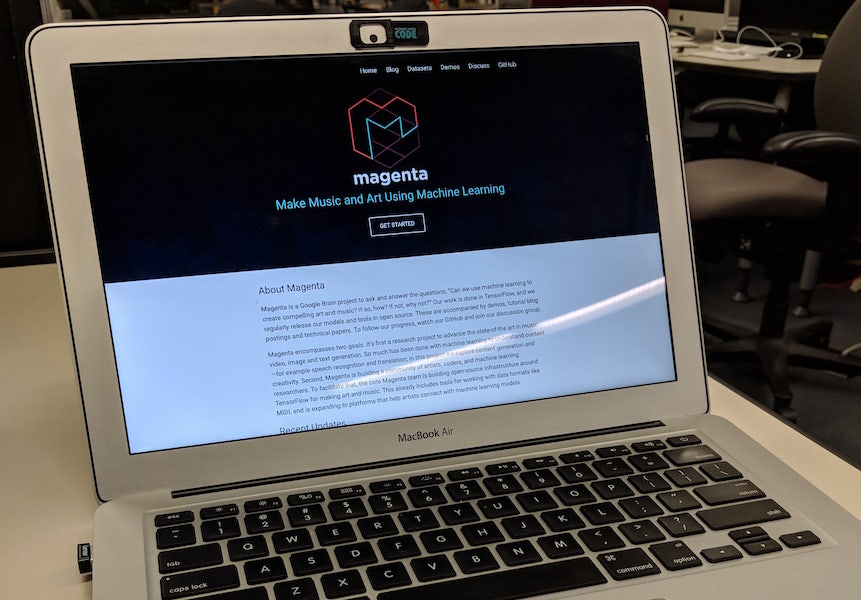 CODE
Home Blog Datasets Demos Discuss GitHub
magenta
Make Music and Art Using Machine Learning
GET STARTED
About Magenta
Magenta is a Google Brain project to ask and answer the questions, "Can we use machine learning to
create compelling art and music? If so, how? If not, why not?" Our work is done in TensorFlow, and we
regularly release our models and tools in open source. These are accompanied by demos, tutorial blog
postings and technical papers. To follow our progress, watch our GitHub and join our discussion group.
Magenta encompasses two goals. It's first a research project to advance the state-of-the art in music,
video, image and text generation. So much has been done with machine learning to understand content
—for example speech recognition and translation; in this project we explore content generation and
creativity. Second, Magenta is building a community of artists, coders, and machine learning
researchers. To facilitate that, the core Magenta team is building open-source infrastructure around
TensorFlow for making art and music. This already includes tools for working with data formats like
MIDI, and is expanding to platforms that help artists connect with machine learning models.
Recent Updates
MacBook Air
esc
! 1 @ 2 # 3 $ 4 % 5 ^ 6 & 7 * 8 ( 9 ) 0
tab Q W E R T Y U I O P
return
caps lock A S D F G H J K L
shift
Z X C V B N M < , > . ? /
⌘ command option